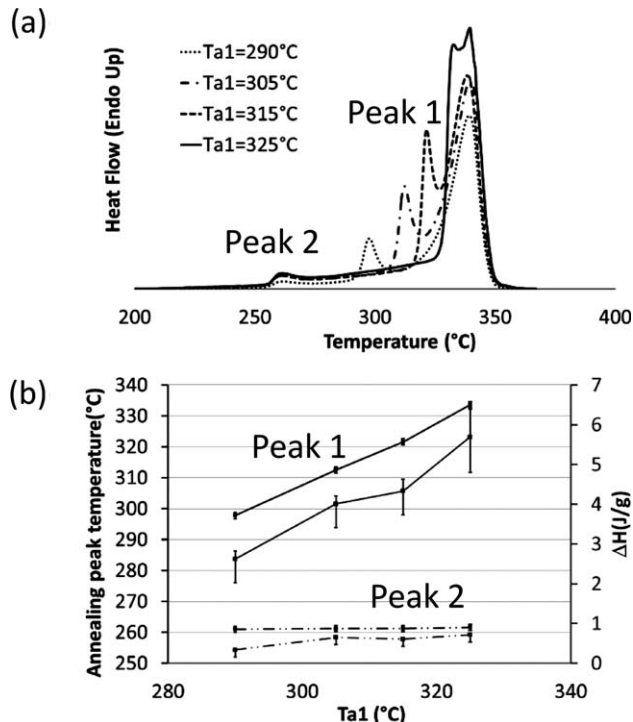 (a)
Heat Flow (Endo Up)
Ta1=290°C
Ta1=305°C
Ta1=315°C
Ta1=325°C
Peak 1
Peak 2
200 250 300 350 400
Temperature (°C)
(b)
Annealing peak temperature(°C)
340
330
320
310
300
290
280
270
260
250
Peak 1
Peak 2
7
6
5
4
3
2
1
0
ΔH(J/g)
280 300 320 340
Ta1 (°C)